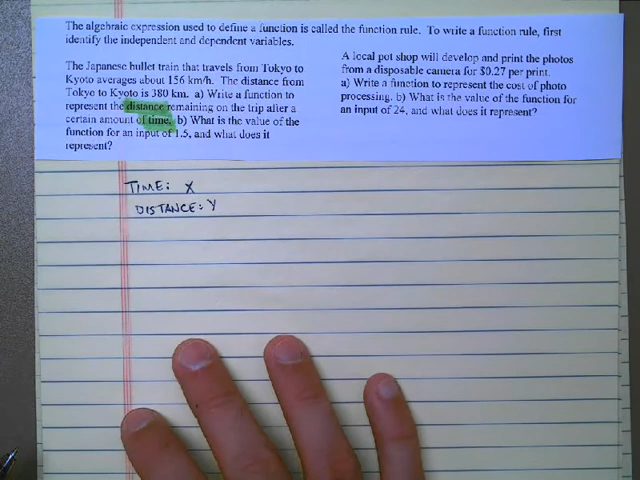 The algebraic expression used to define a function is called the function rule. To write a function rule, first
identify the independent and dependent variables.
The Japanese bullet train that travels from Tokyo to
Kyoto averages about 156 km/h. The distance from
Tokyo to Kyoto is 380 km. a) Write a function to
represent the distance remaining on the trip after a
certain amount of time. b) What is the value of the
function for an input of 1.5, and what does it
represent?
A local pot shop will develop and print the photos
from a disposable camera for $0.27 per print.
a) Write a function to represent the cost of photo
processing. b) What is the value of the function for
an input of 24, and what does it represent?
TIME: X
DISTANCE: Y